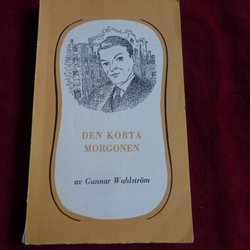 DEN KORTA
MORGONEN
av Gunnar Wahlström